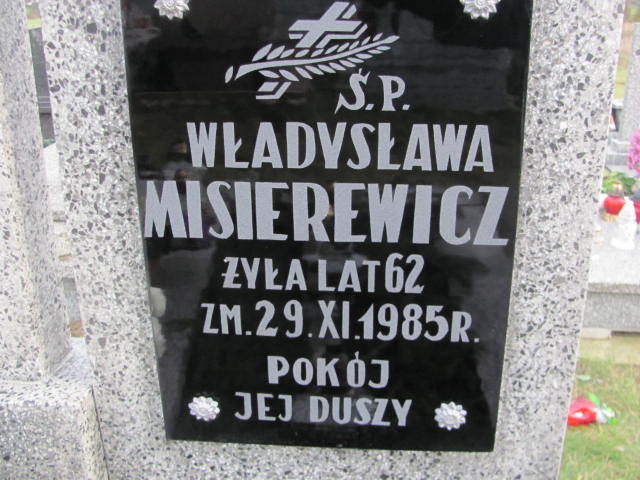 Ś.P.
WŁADYSŁAWA
MISIEREWICZ
ŻYŁA LAT 62
ZM. 29. XI. 1985 R.
POKÓJ
JEJ DUSZY